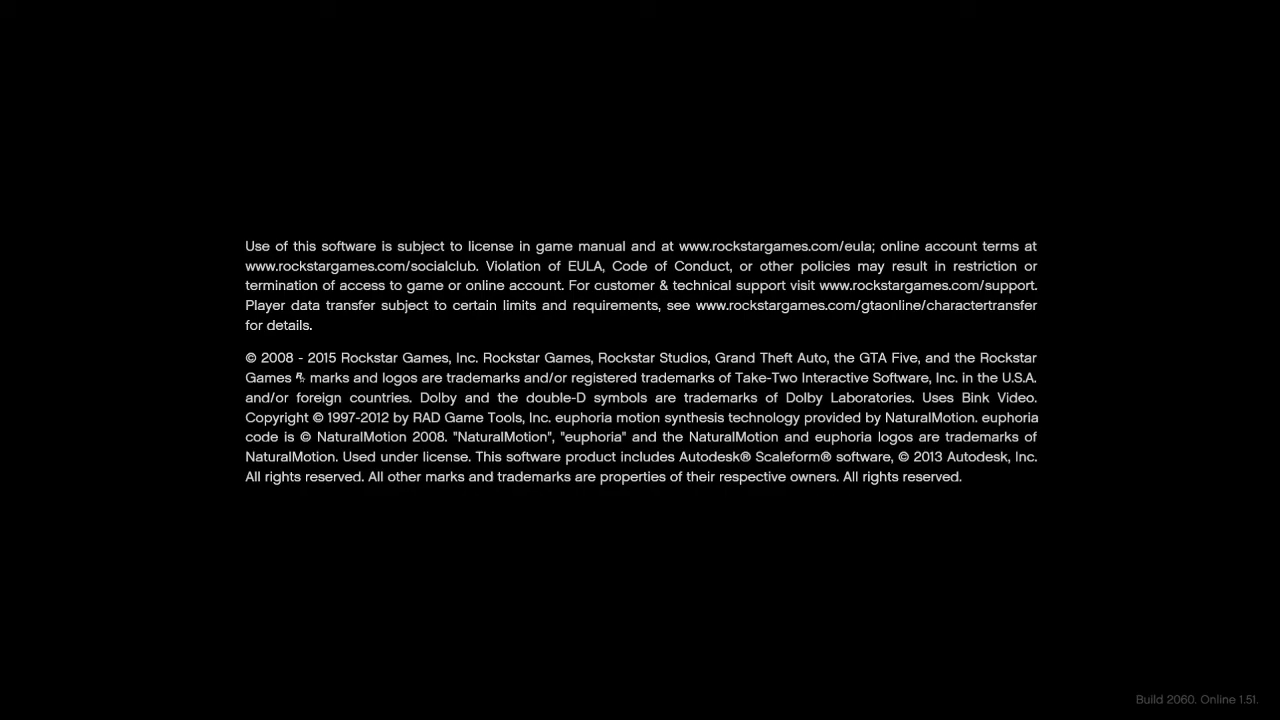 Use of this software is subject to license in game manual and at www.rockstargames.com/eula; online account terms at
www.rockstargames.com/socialclub. Violation of EULA, Code of Conduct, or other policies may result in restriction or
termination of access to game or online account. For customer & technical support visit www.rockstargames.com/support.
Player data transfer subject to certain limits and requirements, see www.rockstargames.com/gtaonline/charactertransfer
for details.
© 2008 - 2015 Rockstar Games, Inc. Rockstar Games, Rockstar Studios, Grand Theft Auto, the GTA Five, and the Rockstar
Games R* marks and logos are trademarks and/or registered trademarks of Take-Two Interactive Software, Inc. in the U.S.A.
and/or foreign countries. Dolby and the double-D symbols are trademarks of Dolby Laboratories. Uses Bink Video.
Copyright © 1997-2012 by RAD Game Tools, Inc. euphoria motion synthesis technology provided by NaturalMotion. euphoria
code is © NaturalMotion 2008. "NaturalMotion", "euphoria" and the NaturalMotion and euphoria logos are trademarks of
NaturalMotion. Used under license. This software product includes Autodesk® Scaleform® software, © 2013 Autodesk, Inc.
All rights reserved. All other marks and trademarks are properties of their respective owners. All rights reserved.
Build 2060. Online 1.51.